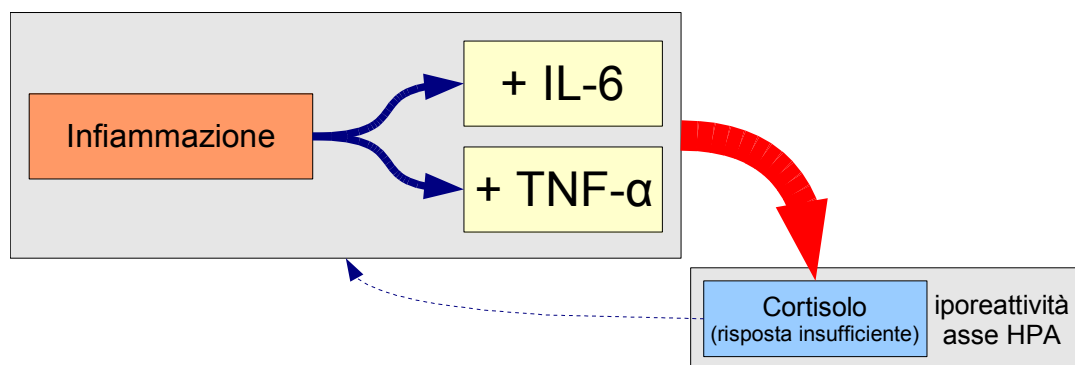 Infiammazione
+ IL-6
+ TNF-α
Cortisolo
(risposta insufficiente)
iporeattività
asse HPA